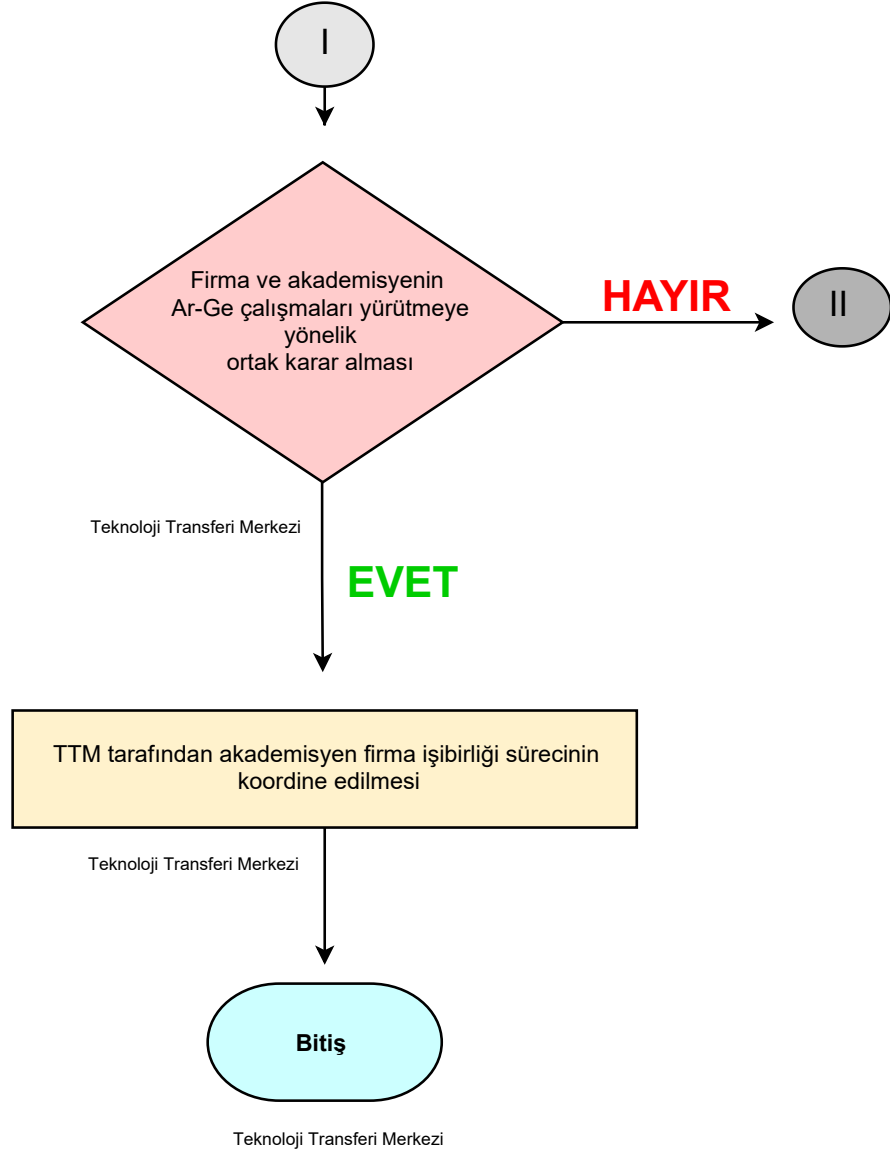 I
Firma ve akademisyenin
Ar-Ge çalışmaları yürütmeye
yönelik
ortak karar alması
HAYIR
II
Teknoloji Transferi Merkezi
EVET
TTM tarafından akademisyen firma işibirliği sürecinin
koordine edilmesi
Teknoloji Transferi Merkezi
Bitiş
Teknoloji Transferi Merkezi